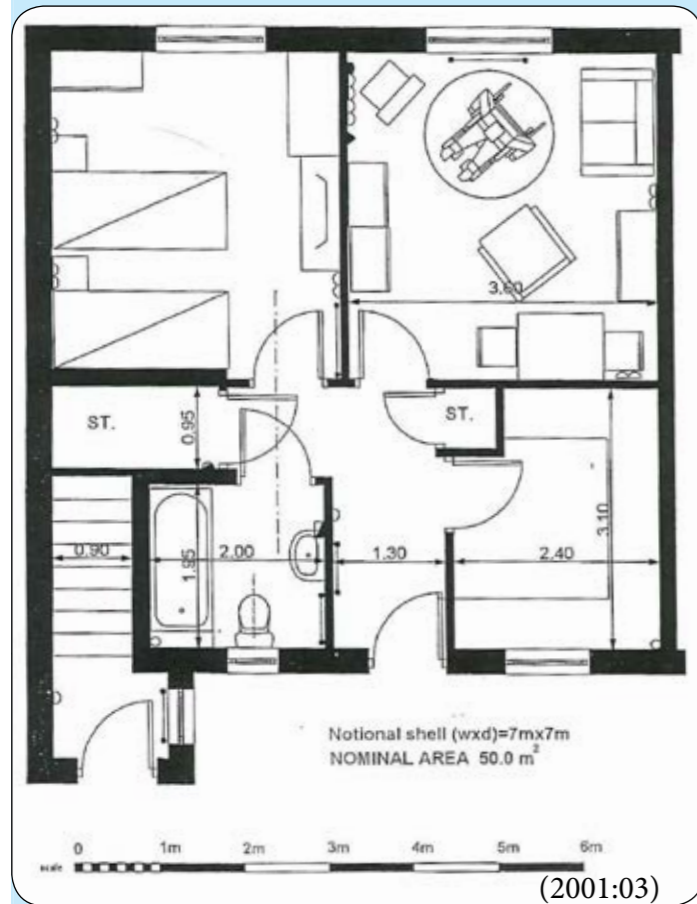 3.60
ST.
0.95
ST.
0.90
1.95
2.00
1.30
2.40
3.10
Notional shell (wxd)=7mx7m
NOMINAL AREA 50.0 m²
scale 0 1m 2m 3m 4m 5m 6m
(2001:03)